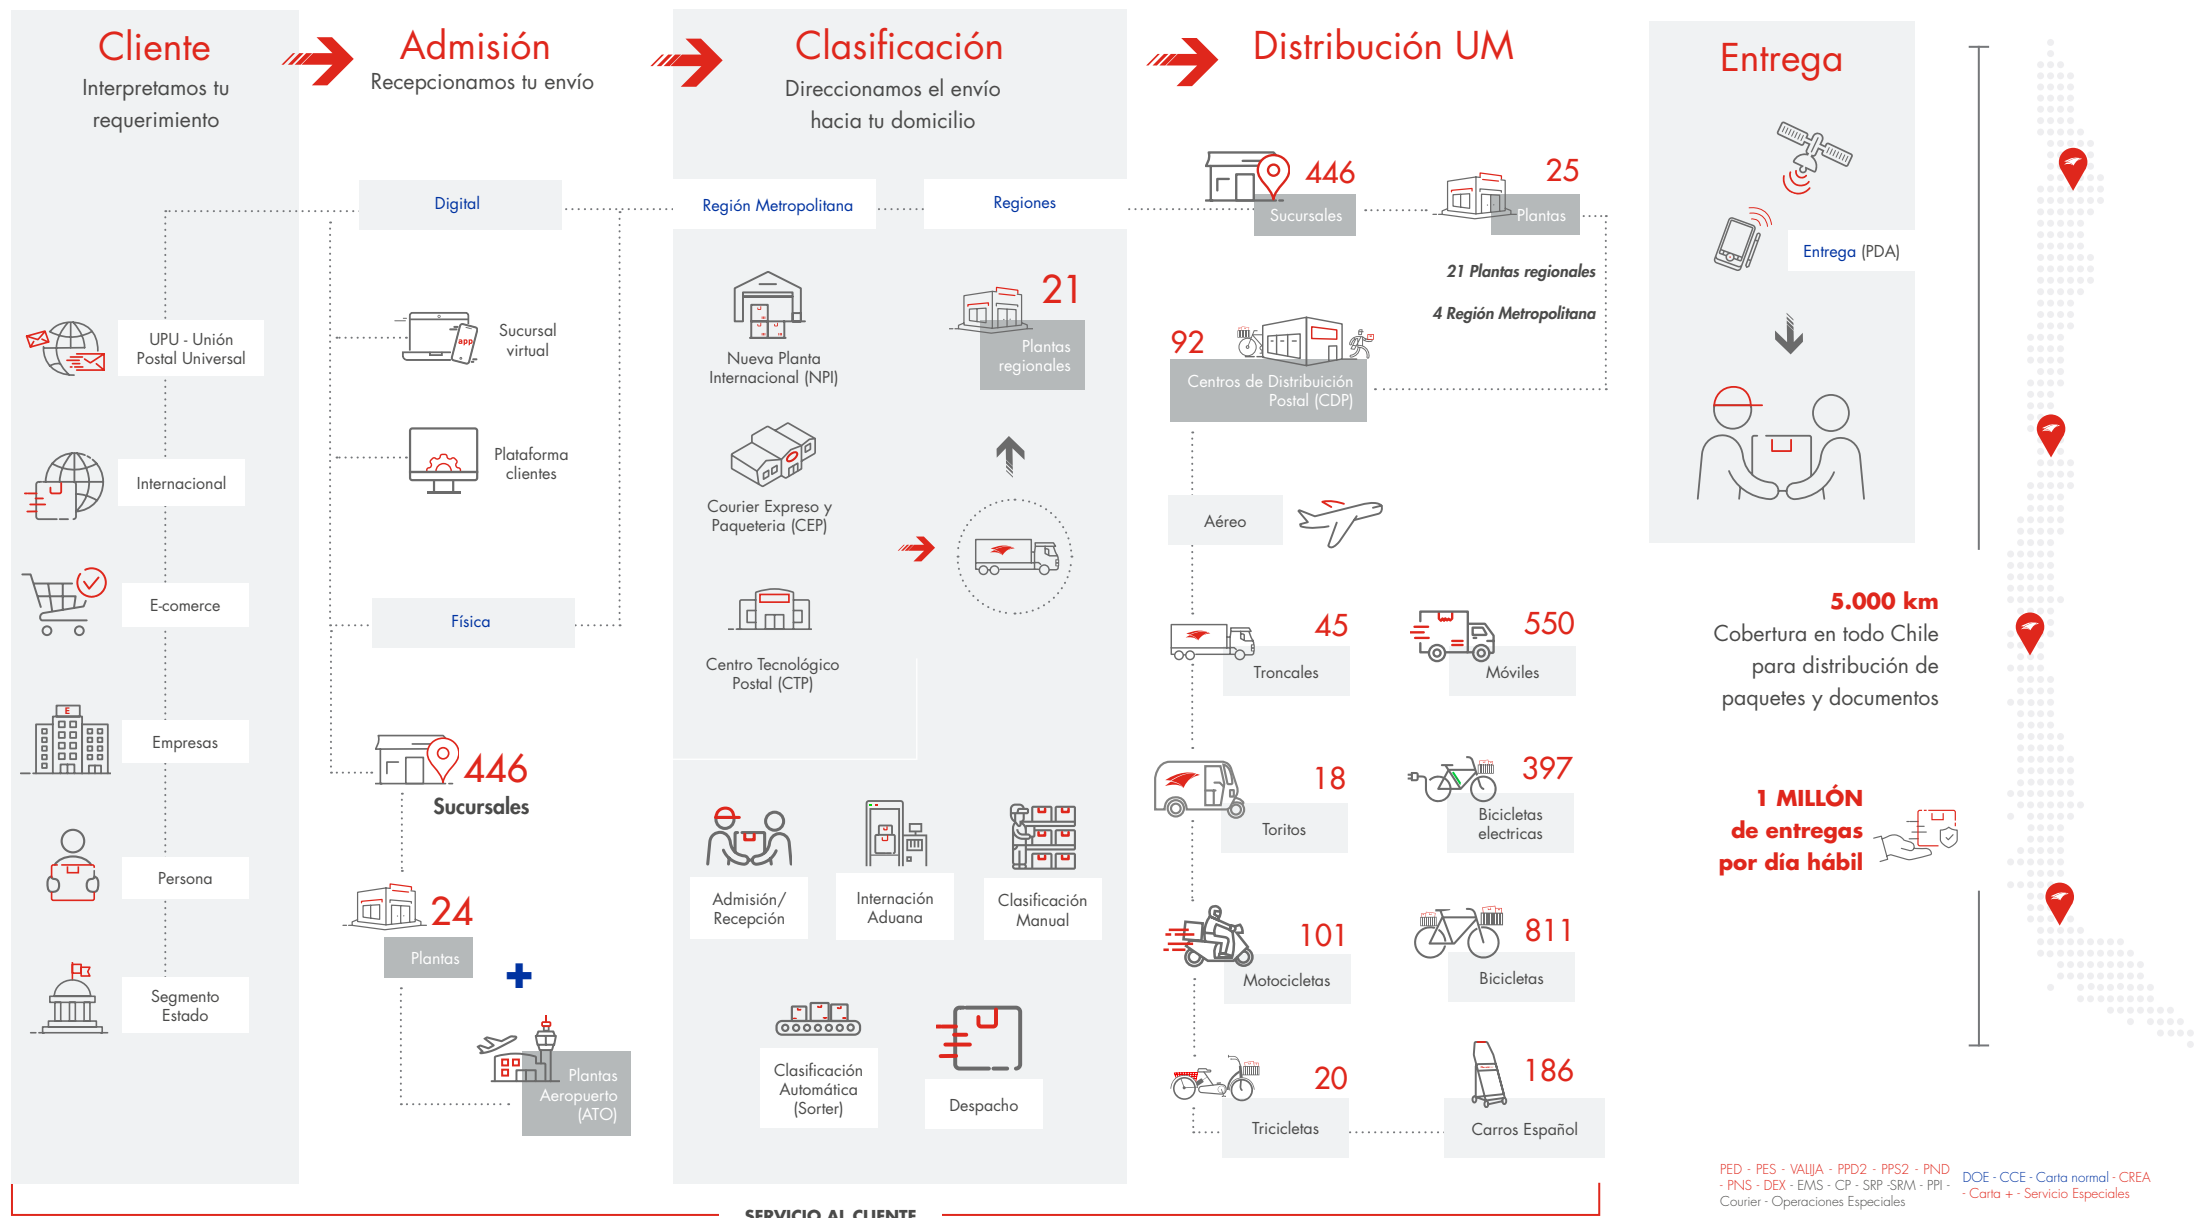 Cliente
Interpretamos tu
requerimiento
UPU - Unión
Postal Universal
Internacional
E-comerce
Empresas
E
Persona
Segmento
Estado
Admisión
Recepcionamos tu envío
Digital
app
Sucursal
virtual
Plataforma
clientes
Física
446
Sucursales
24
Plantas
Plantas
Aeropuerto
(ATO)
Clasificación
Direccionamos el envío
hacia tu domicilio
Región Metropolitana
Nueva Planta
Internacional (NPI)
Courier Expreso y
Paqueteria (CEP)
Centro Tecnológico
Postal (CTP)
Regiones
21
Plantas
regionales
Admisión/
Recepción
Internación
Aduana
Clasificación
Manual
Clasificación
Automática
(Sorter)
Despacho
Distribución UM
446
Sucursales
25
Plantas
21 Plantas regionales
4 Región Metropolitana
92
Centros de Distribuición
Postal (CDP)
Aéreo
45
Troncales
550
Móviles
18
Toritos
397
Bicicletas
electricas
101
Motocicletas
811
Bicicletas
20
Tricicletas
186
Carros Español
Entrega
Entrega (PDA)
5.000 km
Cobertura en todo Chile
para distribución de
paquetes y documentos
1 MILLÓN
de entregas
por día hábil
PED - PES - VALIJA - PPD2 - PPS2 - PND
- PNS - DEX - EMS - CP - SRP -SRM - PPI -
Courier - Operaciones Especiales
DOE - CCE - Carta normal - CREA
- Carta + - Servicio Especiales
SERVICIO AL CLIENTE